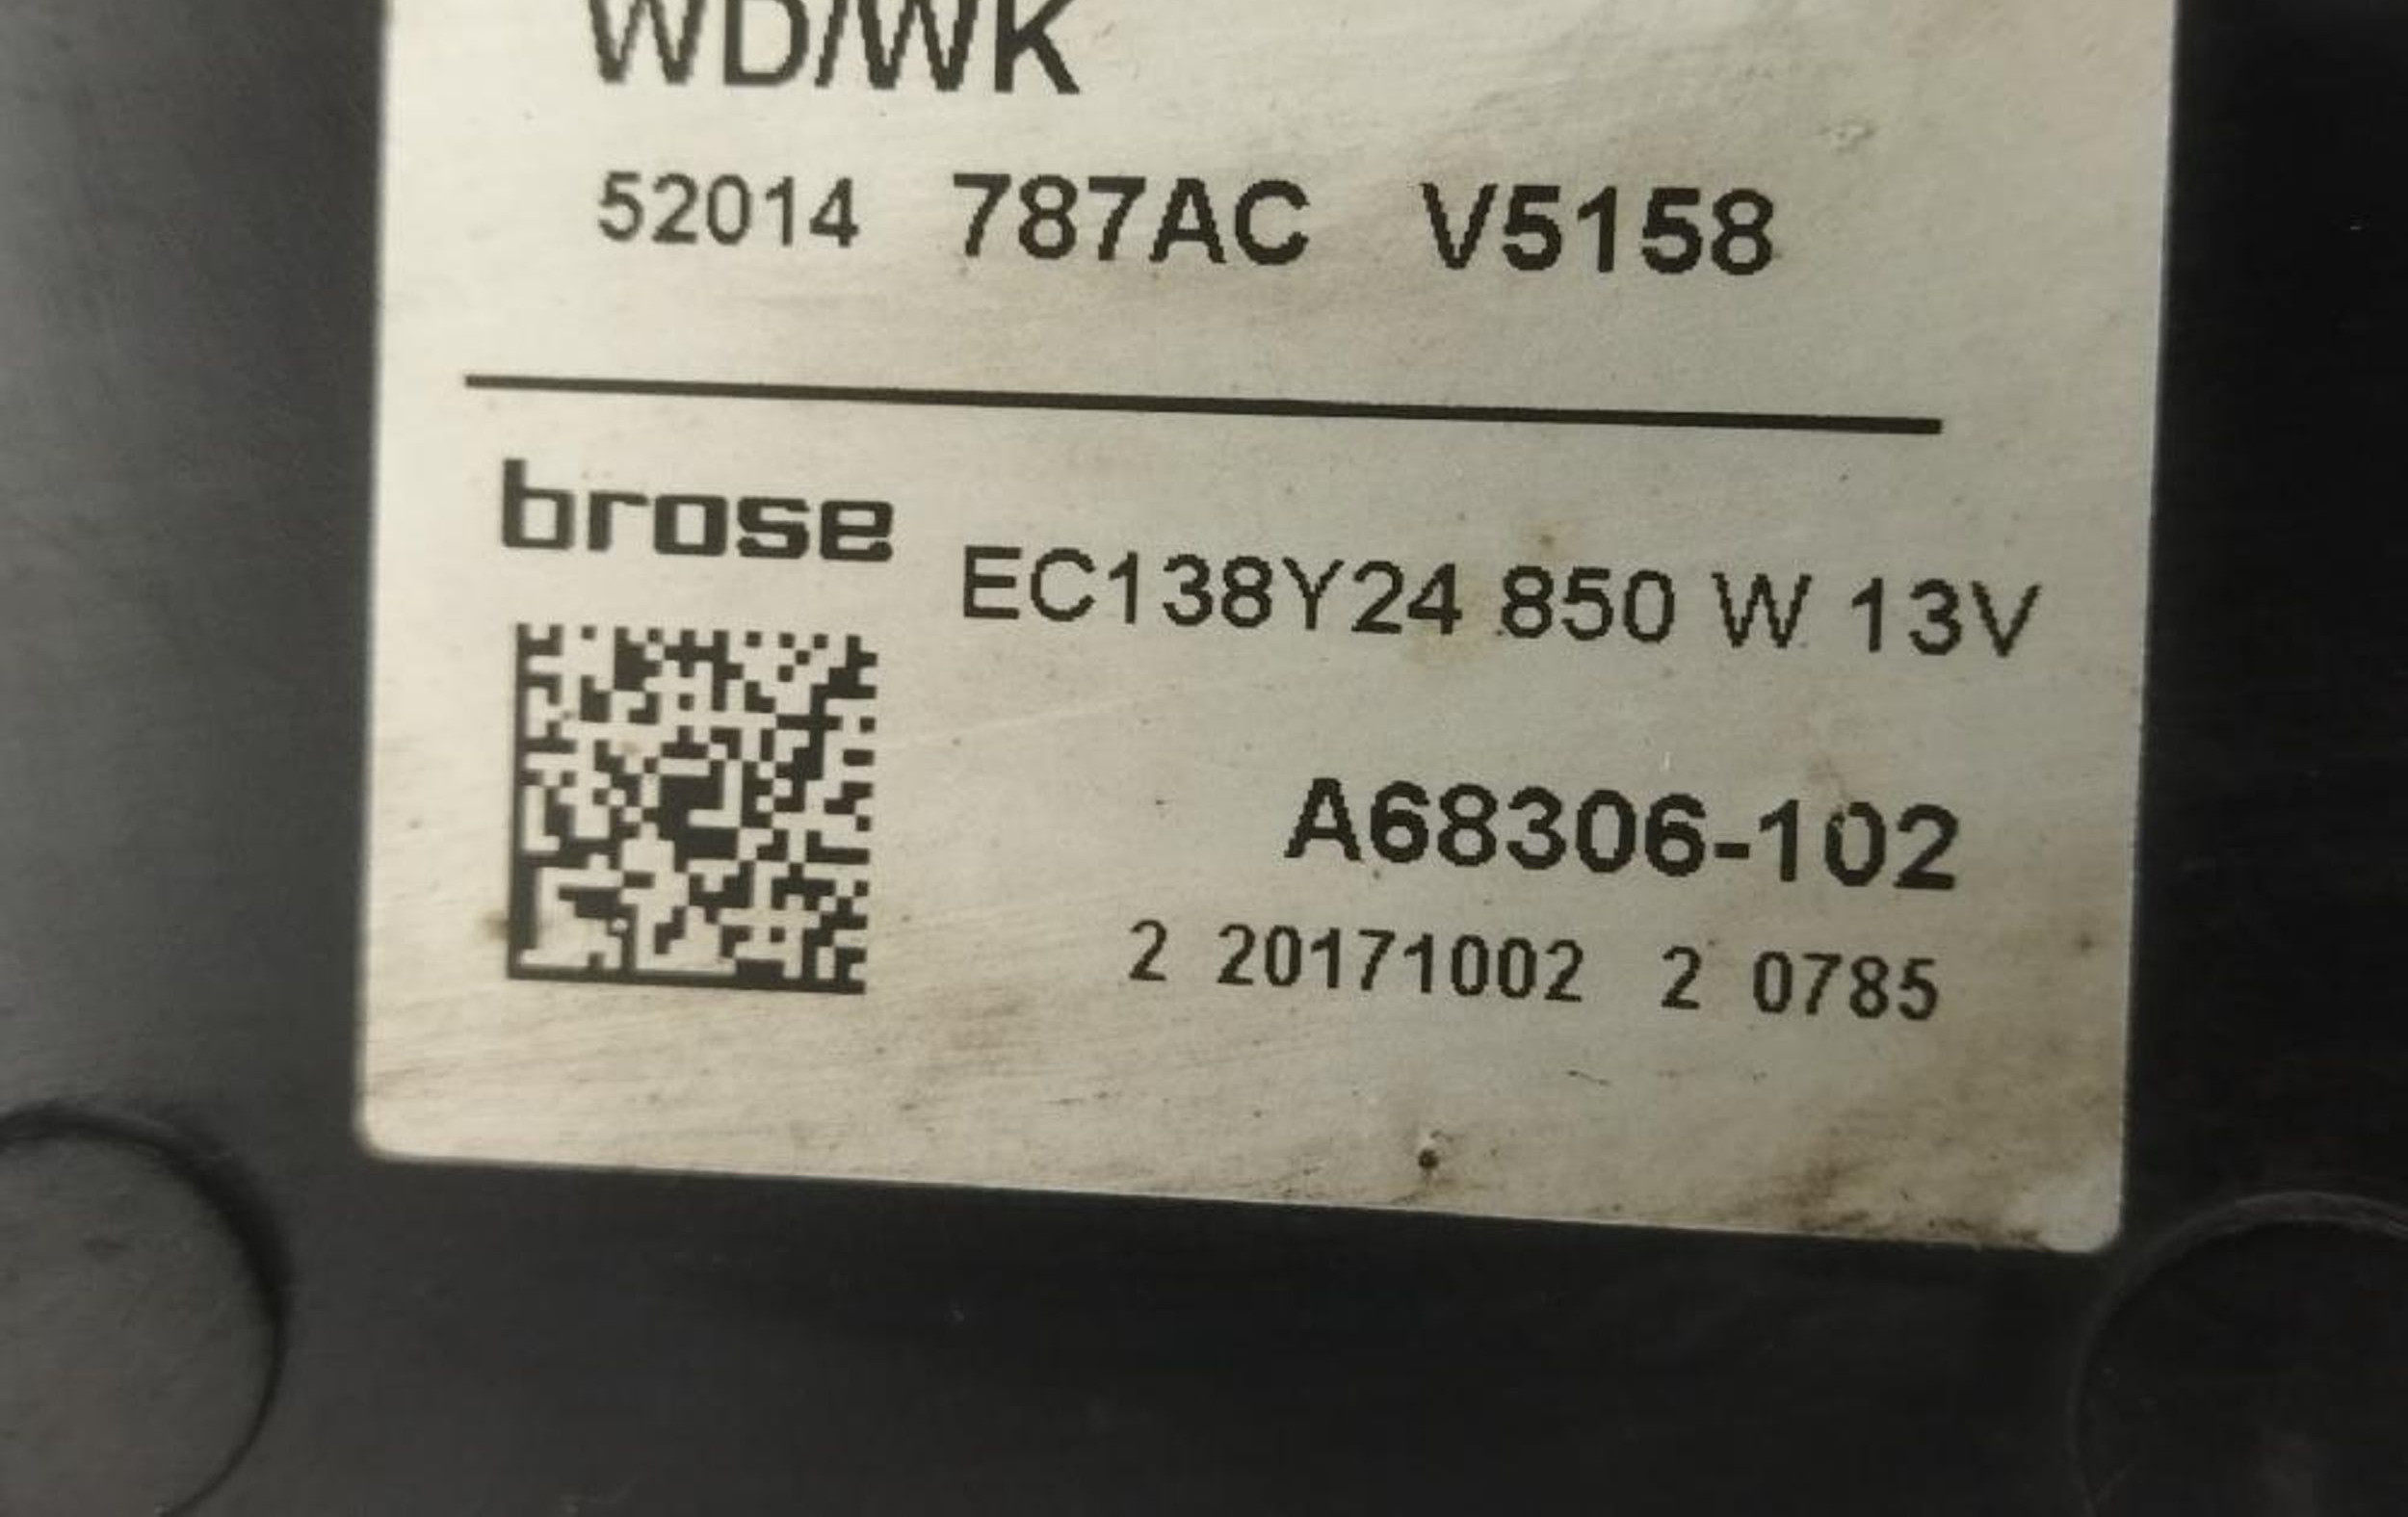 WD/WK
52014 787AC V5158
brose
EC138Y24 850 W 13V
A68306-102
2 20171002 2 0785